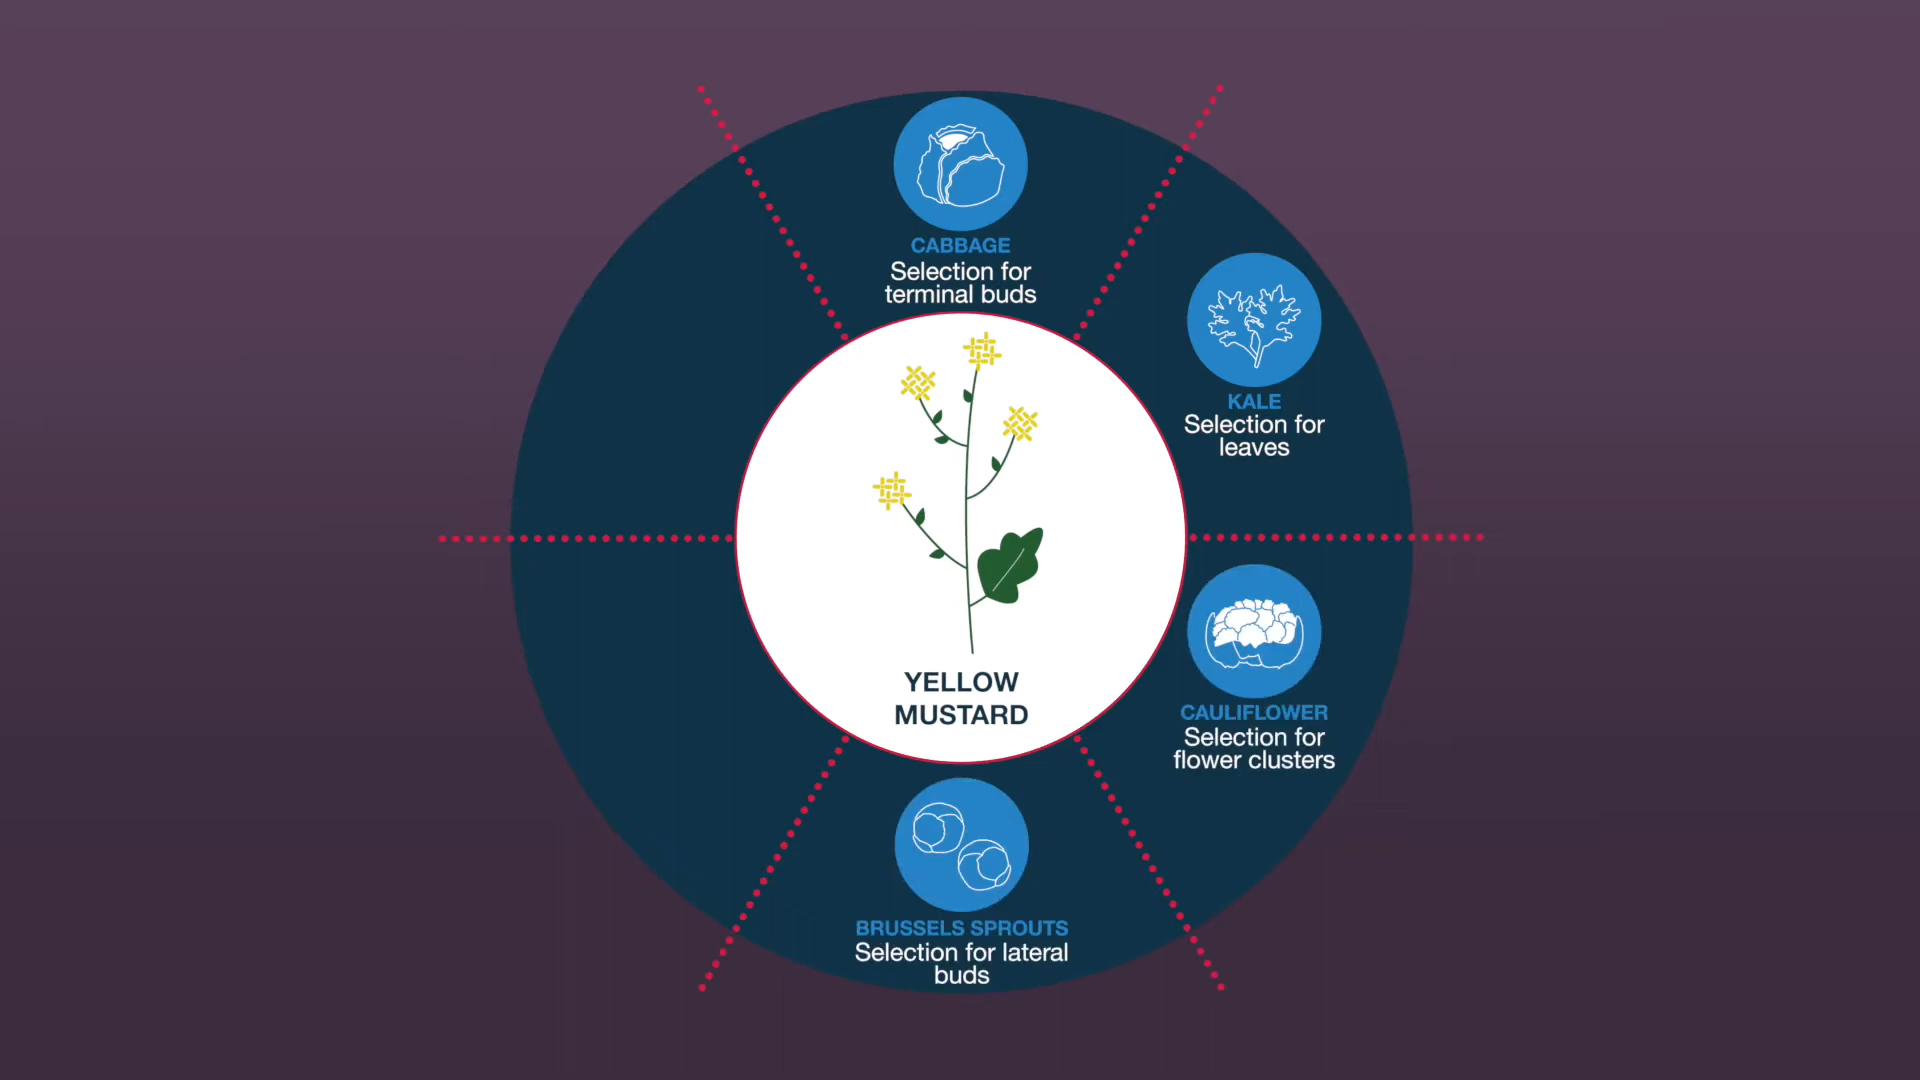 CABBAGE
Selection for
terminal buds
KALE
Selection for
leaves
CAULIFLOWER
Selection for
flower clusters
BRUSSELS SPROUTS
Selection for lateral
buds
YELLOW
MUSTARD